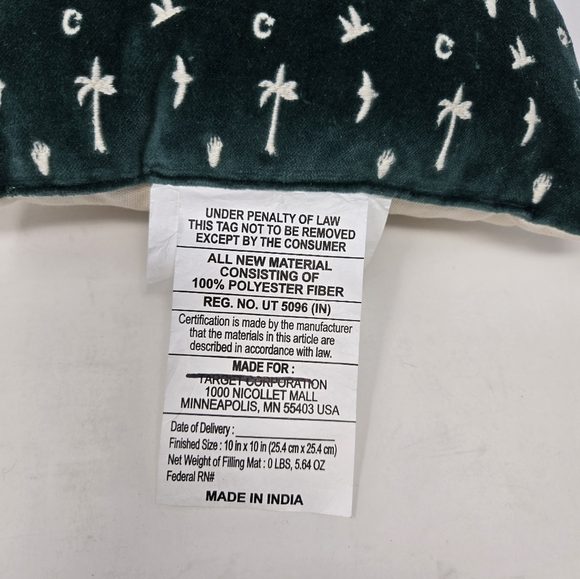 C
C
UNDER PENALTY OF LAW
THIS TAG NOT TO BE REMOVED
EXCEPT BY THE CONSUMER
ALL NEW MATERIAL
CONSISTING OF
100% POLYESTER FIBER
REG. NO. UT 5096 (IN)
Certification is made by the manufacturer
that the materials in this article are
described in accordance with law.
MADE FOR :
TARGET CORPORATION
1000 NICOLLET MALL
MINNEAPOLIS, MN 55403 USA
Date of Delivery :
Finished Size : 10 in x 10 in (25.4 cm x 25.4 cm)
Net Weight of Filling Mat : 0 LBS, 5.64 OZ
Federal RN#
MADE IN INDIA